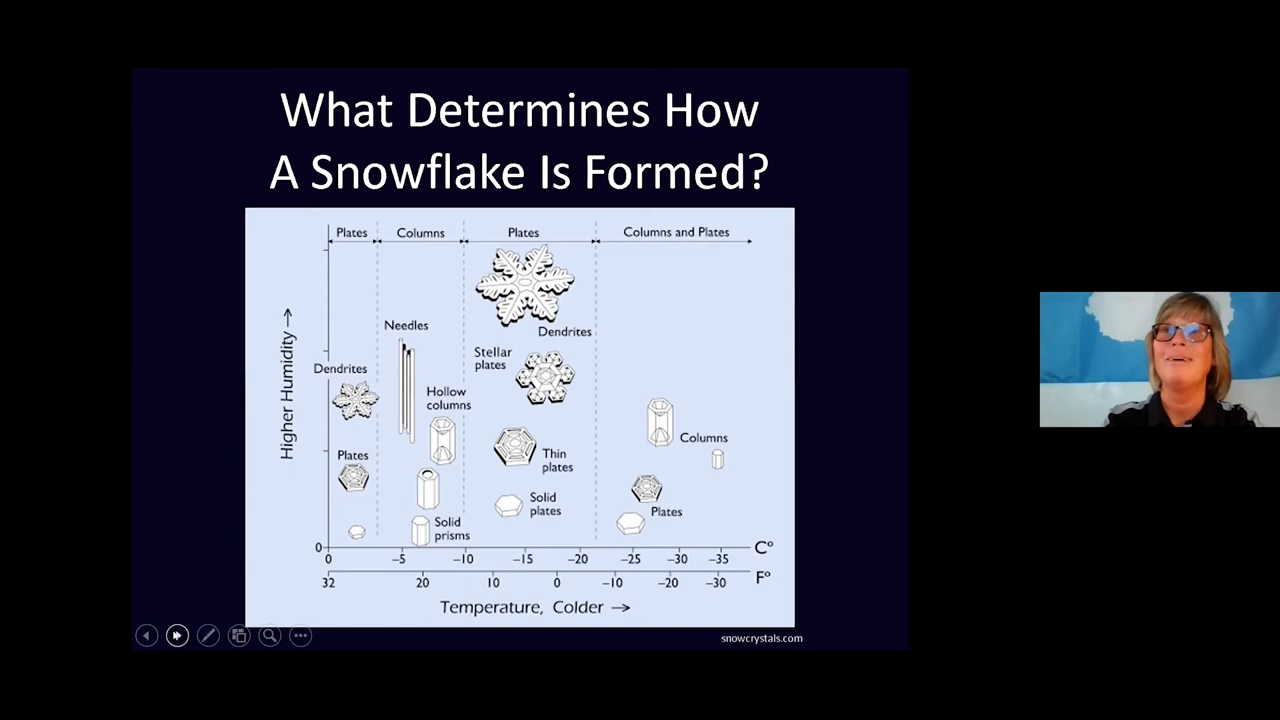 What Determines How
A Snowflake Is Formed?
Plates
Columns
Plates
Columns and Plates
Higher Humidity →
Dendrites
Plates
Needles
Hollow
columns
Solid
prisms
Dendrites
Stellar
plates
Thin
plates
Solid
plates
Columns
Plates
0
0 -5 -10 -15 -20 -25 -30 -35 C°
32 20 10 0 -10 -20 -30 F°
Temperature, Colder →
snowcrystals.com